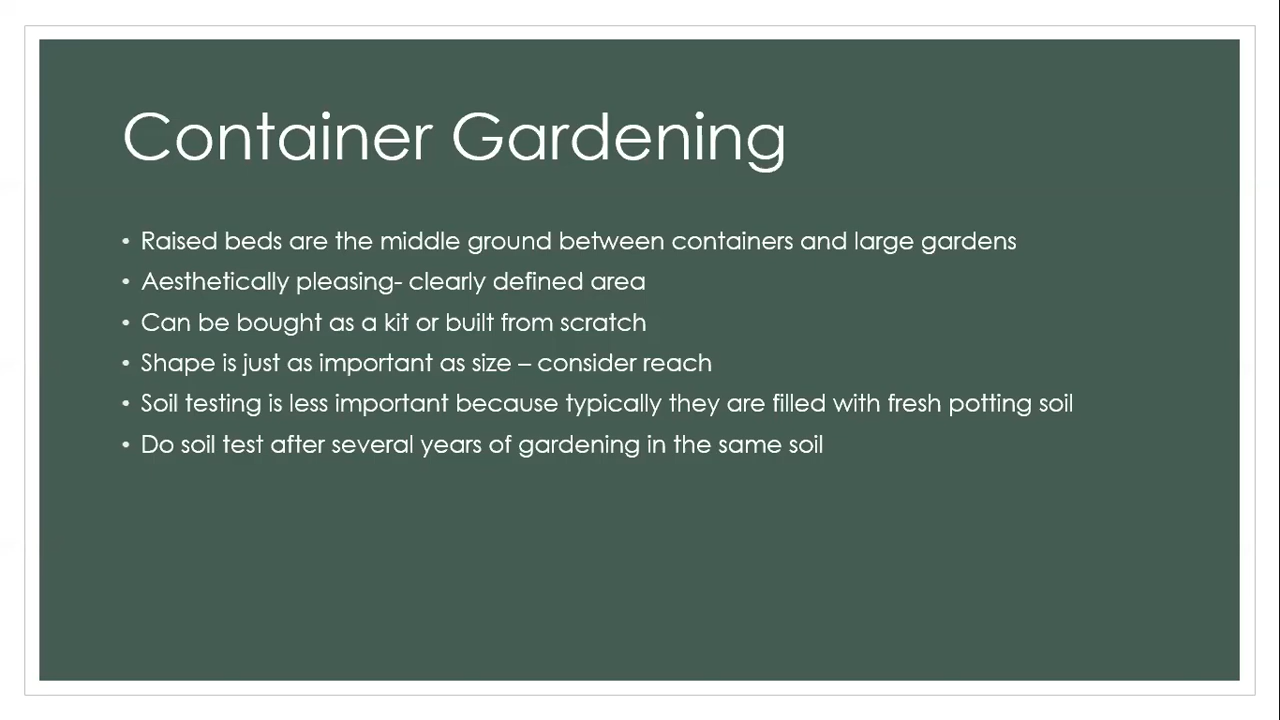 Container Gardening
• Raised beds are the middle ground between containers and large gardens
• Aesthetically pleasing- clearly defined area
• Can be bought as a kit or built from scratch
• Shape is just as important as size – consider reach
• Soil testing is less important because typically they are filled with fresh potting soil
• Do soil test after several years of gardening in the same soil